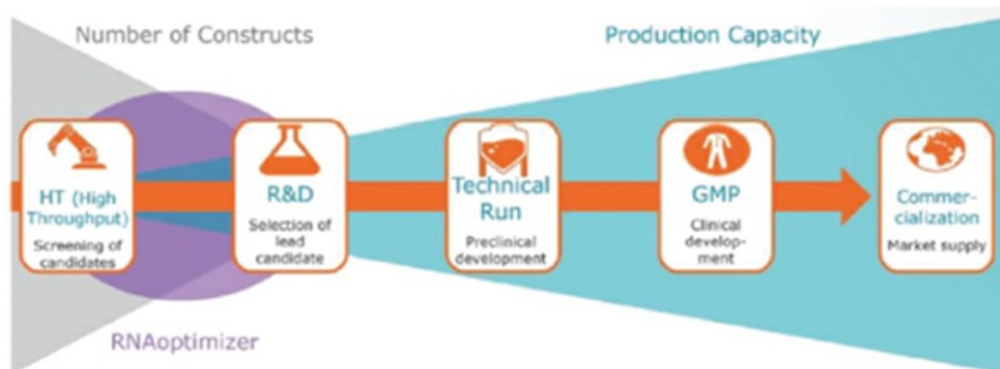 Number of Constructs
Production Capacity
HT (High
Throughput)
Screening of
candidates
R&D
Selection of
lead
candidate
Technical
Run
Preclinical
development
GMP
Clinical
develop-
ment
Commer-
cialization
Market supply
RNAoptimizer